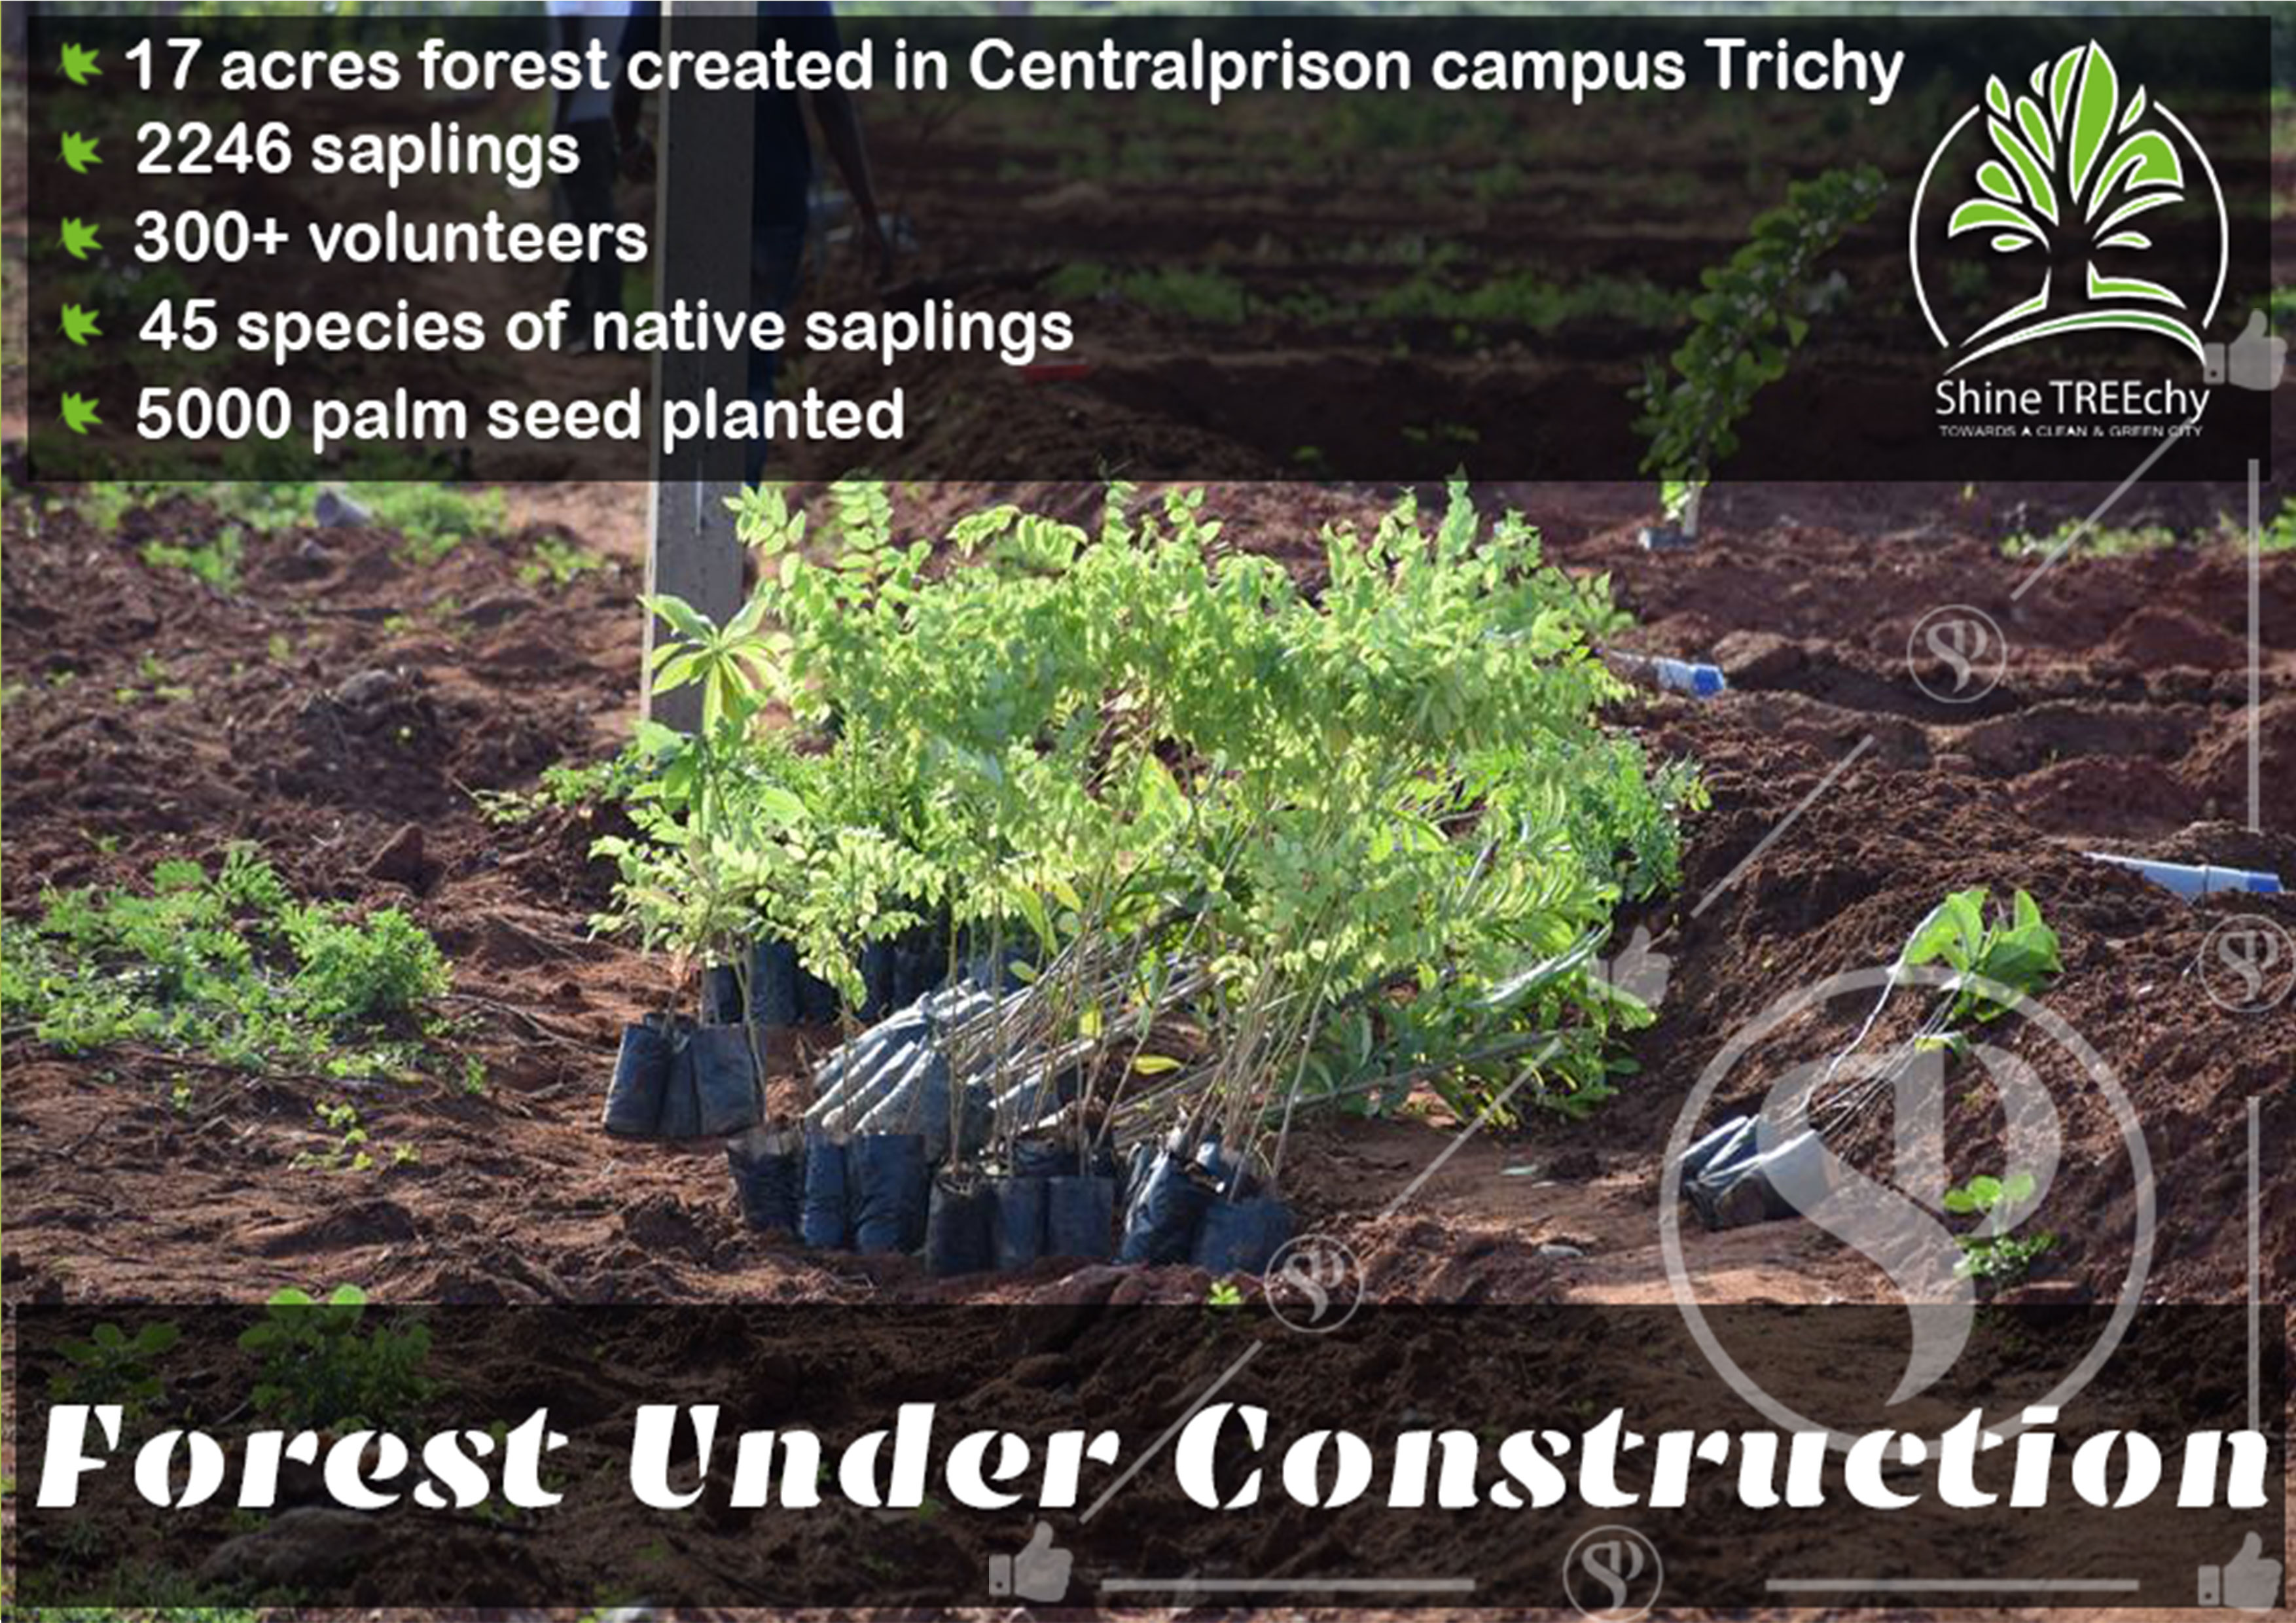 17 acres forest created in Centralprison campus Trichy
2246 saplings
300+ volunteers
45 species of native saplings
5000 palm seed planted
Shine TREEchy
TOWARDS A CLEAN & GREEN CITY
Forest Under Construction